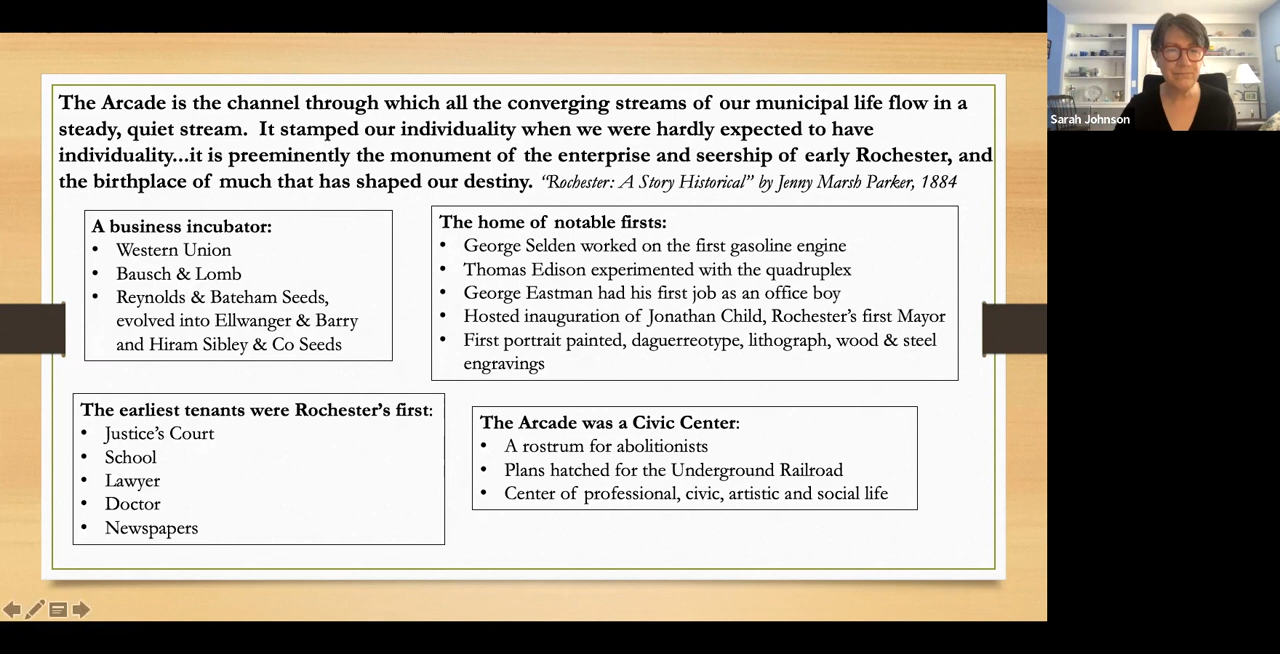 The Arcade is the channel through which all the converging streams of our municipal life flow in a
steady, quiet stream. It stamped our individuality when we were hardly expected to have
individuality...it is preeminently the monument of the enterprise and seership of early Rochester, and
the birthplace of much that has shaped our destiny. “Rochester: A Story Historical” by Jenny Marsh Parker, 1884
A business incubator:
• Western Union
• Bausch & Lomb
• Reynolds & Bateham Seeds,
evolved into Ellwanger & Barry
and Hiram Sibley & Co Seeds
The home of notable firsts:
• George Selden worked on the first gasoline engine
• Thomas Edison experimented with the quadruplex
• George Eastman had his first job as an office boy
• Hosted inauguration of Jonathan Child, Rochester’s first Mayor
• First portrait painted, daguerreotype, lithograph, wood & steel
engravings
The earliest tenants were Rochester’s first:
• Justice’s Court
• School
• Lawyer
• Doctor
• Newspapers
The Arcade was a Civic Center:
• A rostrum for abolitionists
• Plans hatched for the Underground Railroad
• Center of professional, civic, artistic and social life
Sarah Johnson